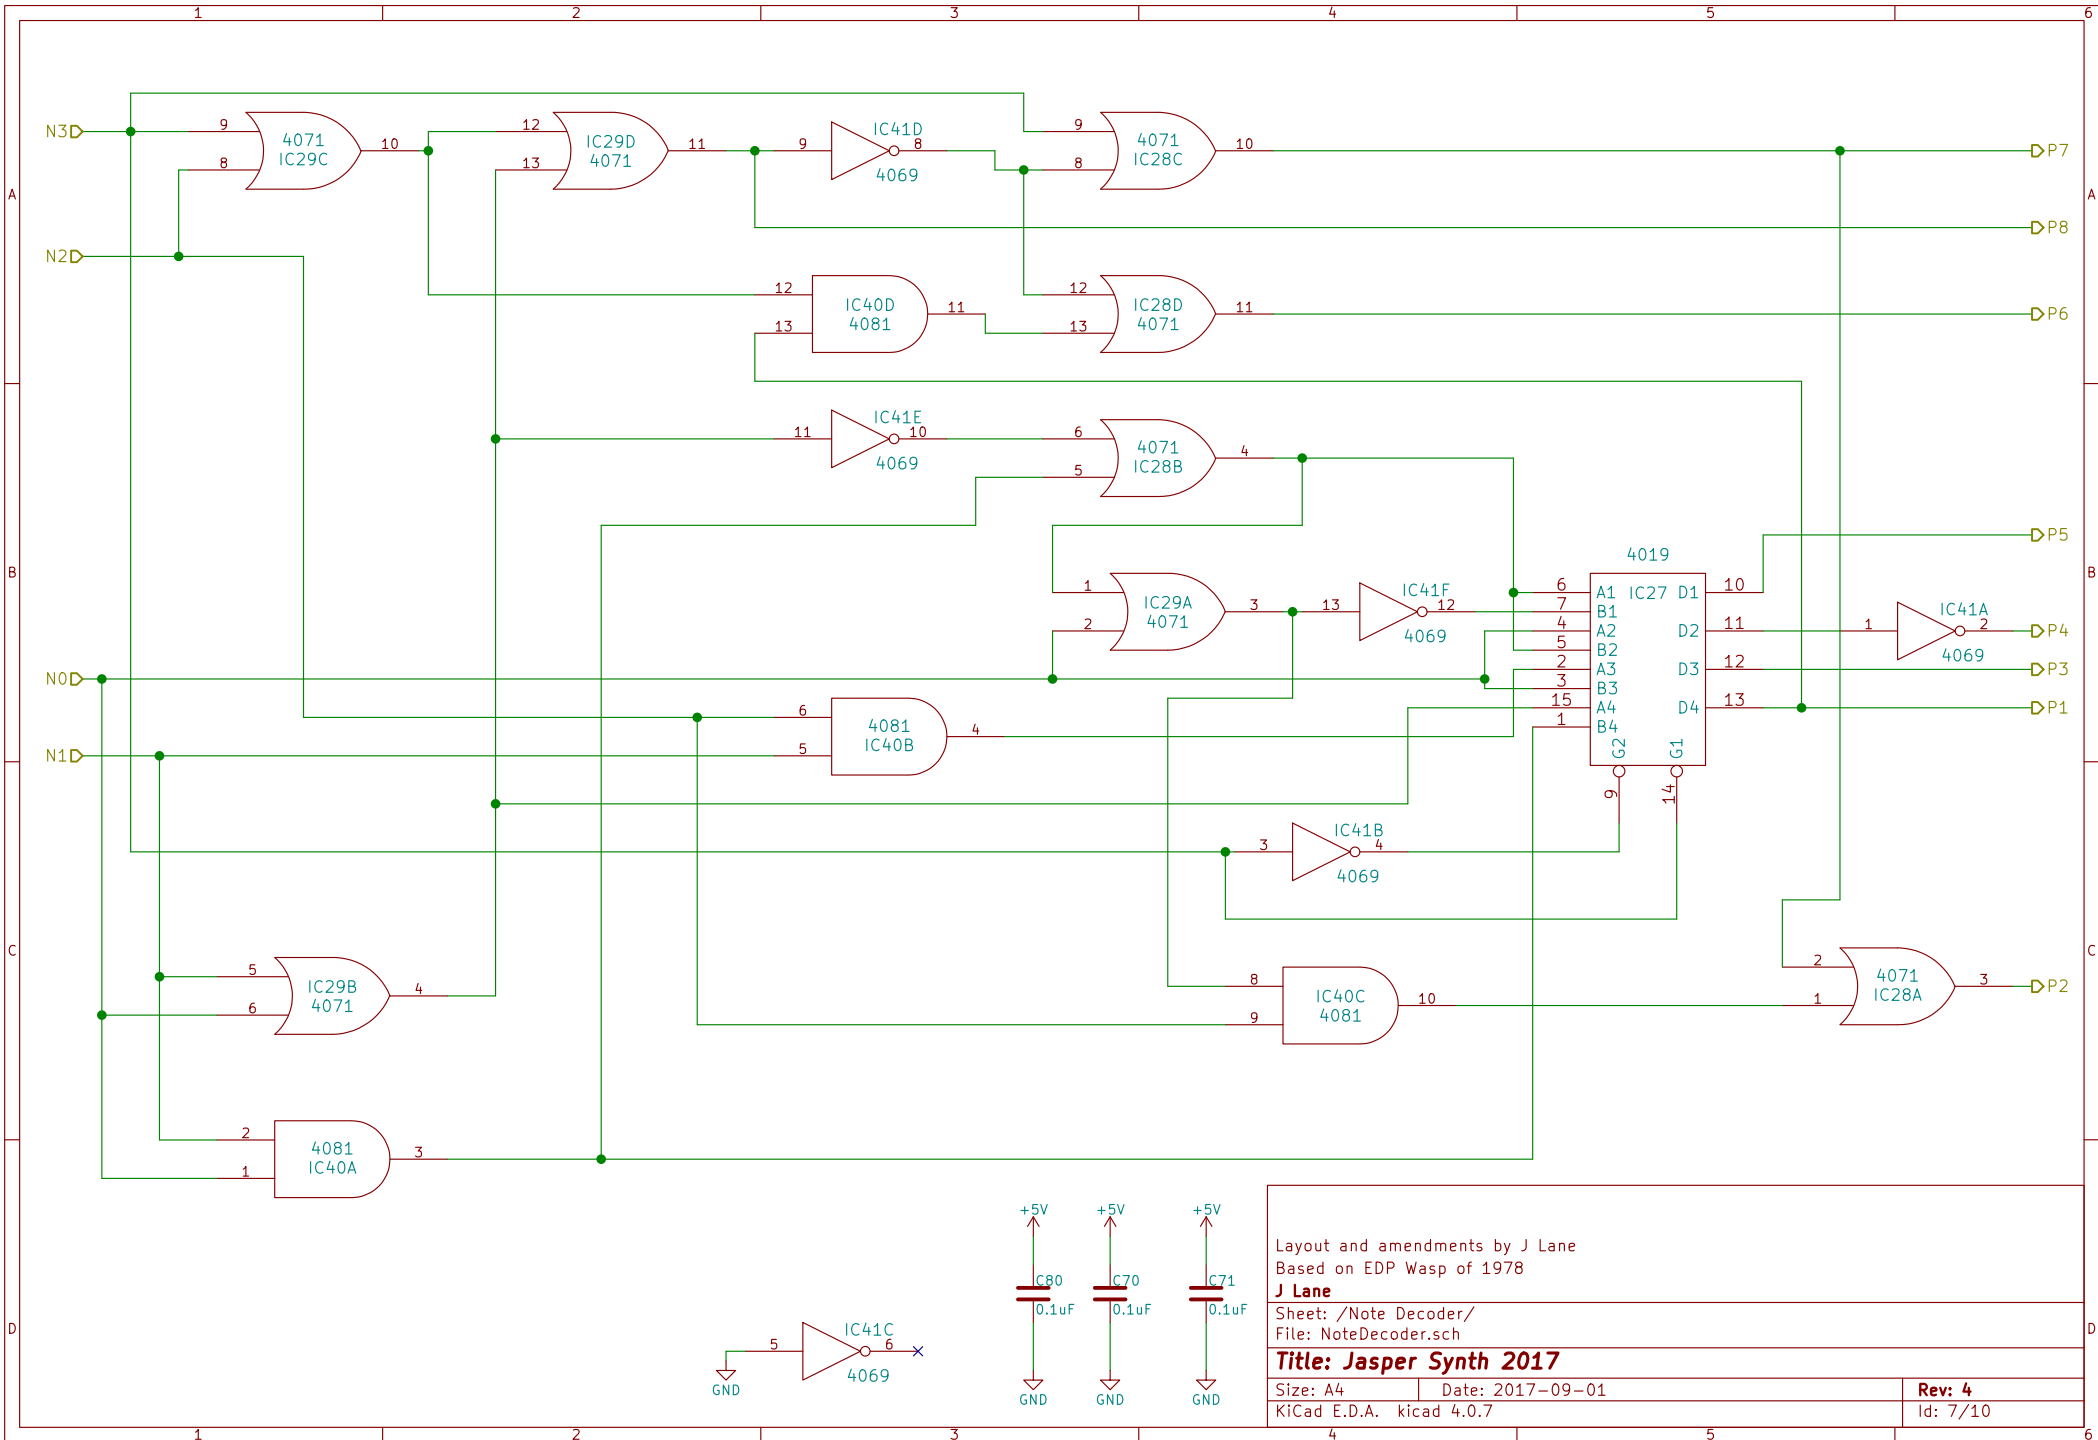 1 2 3 4 5 6
N3
9
8
4071
IC29C
10
12
13
IC29D
4071
11
9
IC41D
8
4069
9
8
4071
IC28C
10
P7
A
A
N2
P8
12
13
IC40D
4081
11
12
13
IC28D
4071
11
P6
11
IC41E
10
4069
6
5
4071
IC28B
4
P5
B
B
4019
IC27
6 A1 D1 10
7 B1
4 A2 D2 11
5 B2
2 A3 D3 12
3 B3
15 A4 D4 13
1 B4
G2 G1
9 14
1
2
IC29A
4071
3
13
IC41F
12
4069
1
IC41A
2
4069
P4
P3
P1
N0
6
5
4081
IC40B
4
N1
3
IC41B
4
4069
C
C
5
6
IC29B
4071
4
8
9
IC40C
4081
10
2
1
4071
IC28A
3
P2
2
1
4081
IC40A
3
+5V +5V +5V
C80 C70 C71
0.1uF 0.1uF 0.1uF
GND GND GND
5
IC41C
6
4069
GND
D
D
Layout and amendments by J Lane
Based on EDP Wasp of 1978
J Lane
Sheet: /Note Decoder/
File: NoteDecoder.sch
Title: Jasper Synth 2017
Size: A4 Date: 2017-09-01 Rev: 4
KiCad E.D.A. kicad 4.0.7 Id: 7/10
1 2 3 4 5 6